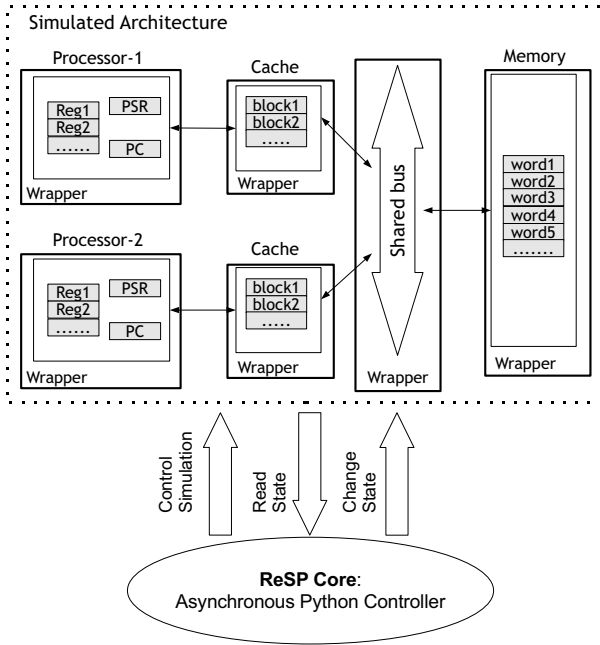 Simulated Architecture
Processor-1
Reg1
Reg2
......
PSR
PC
Wrapper
Cache
block1
block2
.....
Wrapper
Shared bus
Wrapper
Memory
word1
word2
word3
word4
word5
.......
Wrapper
Processor-2
Reg1
Reg2
......
PSR
PC
Wrapper
Cache
block1
block2
.....
Wrapper
Control
Simulation
Read
State
Change
State
ReSP Core:
Asynchronous Python Controller